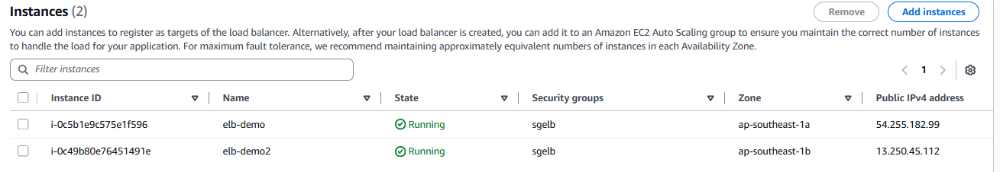 Instances (2)
Remove
Add instances
You can add instances to register as targets of the load balancer. Alternatively, after your load balancer is created, you can add it to an Amazon EC2 Auto Scaling group to ensure you maintain the correct number of instances
to handle the load for your application. For maximum fault tolerance, we recommend maintaining approximately equivalent numbers of instances in each Availability Zone.
Filter instances
1
Instance ID Name State Security groups Zone Public IPv4 address
i-0c5b1e9c575e1f596 elb-demo Running sgelb ap-southeast-1a 54.255.182.99
i-0c49b80e76451491e elb-demo2 Running sgelb ap-southeast-1b 13.250.45.112